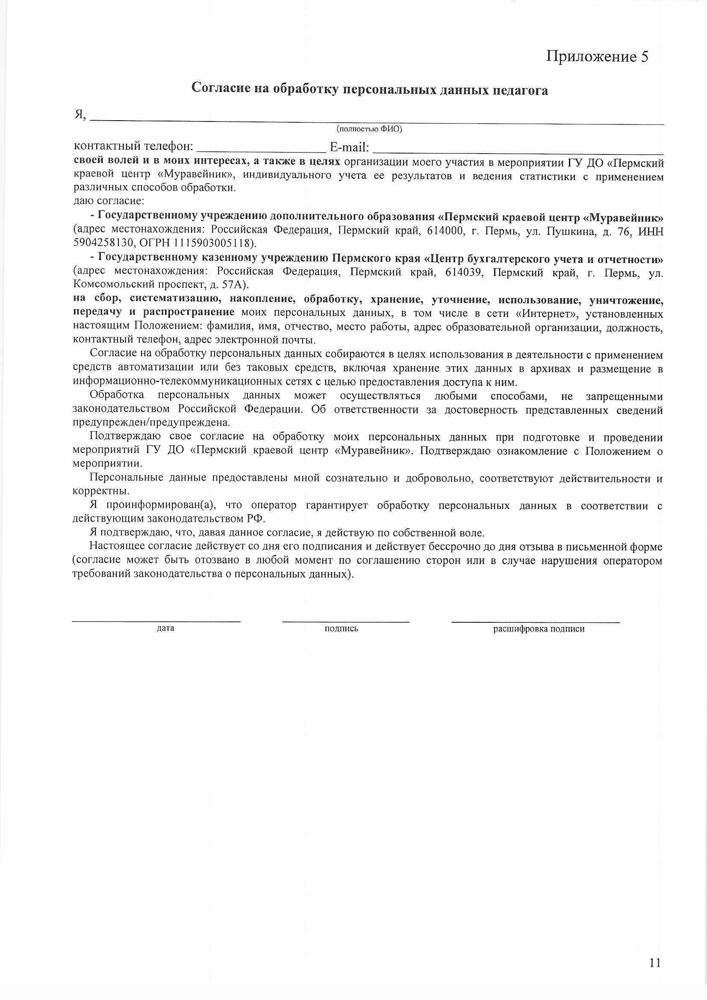 Приложение 5
Согласие на обработку персональных данных педагога
Я,
(полностью ФИО)
контактный телефон: E-mail:
своей волей и в моих интересах, а также в целях организации моего участия в мероприятии ГУ ДО «Пермский
краевой центр «Муравейник», индивидуального учета ее результатов и ведения статистики с применением
различных способов обработки.
даю согласие:
- Государственному учреждению дополнительного образования «Пермский краевой центр «Муравейник»
(адрес местонахождения: Российская Федерация, Пермский край, 614000, г. Пермь, ул. Пушкина, д. 76, ИНН
5904258130, ОГРН 1115903005118).
- Государственному казенному учреждению Пермского края «Центр бухгалтерского учета и отчетности»
(адрес местонахождения: Российская Федерация, Пермский край, 614039, Пермский край, г. Пермь, ул.
Комсомольский проспект, д. 57А).
на сбор, систематизацию, накопление, обработку, хранение, уточнение, использование, уничтожение,
передачу и распространение моих персональных данных, в том числе в сети «Интернет», установленных
настоящим Положением: фамилия, имя, отчество, место работы, адрес образовательной организации, должность,
контактный телефон, адрес электронной почты.
Согласие на обработку персональных данных собираются в целях использования в деятельности с применением
средств автоматизации или без таковых средств, включая хранение этих данных в архивах и размещение в
информационно-телекоммуникационных сетях с целью предоставления доступа к ним.
Обработка персональных данных может осуществляться любыми способами, не запрещенными
законодательством Российской Федерации. Об ответственности за достоверность представленных сведений
предупрежден/предупреждена.
Подтверждаю свое согласие на обработку моих персональных данных при подготовке и проведении
мероприятий ГУ ДО «Пермский краевой центр «Муравейник». Подтверждаю ознакомление с Положением о
мероприятии.
Персональные данные предоставлены мной сознательно и добровольно, соответствуют действительности и
корректны.
Я проинформирован(а), что оператор гарантирует обработку персональных данных в соответствии с
действующим законодательством РФ.
Я подтверждаю, что, давая данное согласие, я действую по собственной воле.
Настоящее согласие действует со дня его подписания и действует бессрочно до дня отзыва в письменной форме
(согласие может быть отозвано в любой момент по соглашению сторон или в случае нарушения оператором
требований законодательства о персональных данных).
дата подпись расшифровка подписи
11